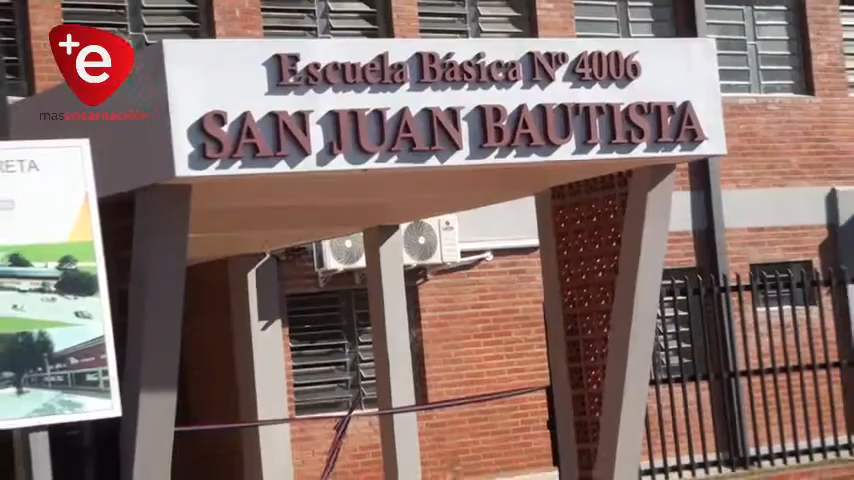 +e
masencarnación
Escuela Básica Nº 4006
SAN JUAN BAUTISTA
RETA